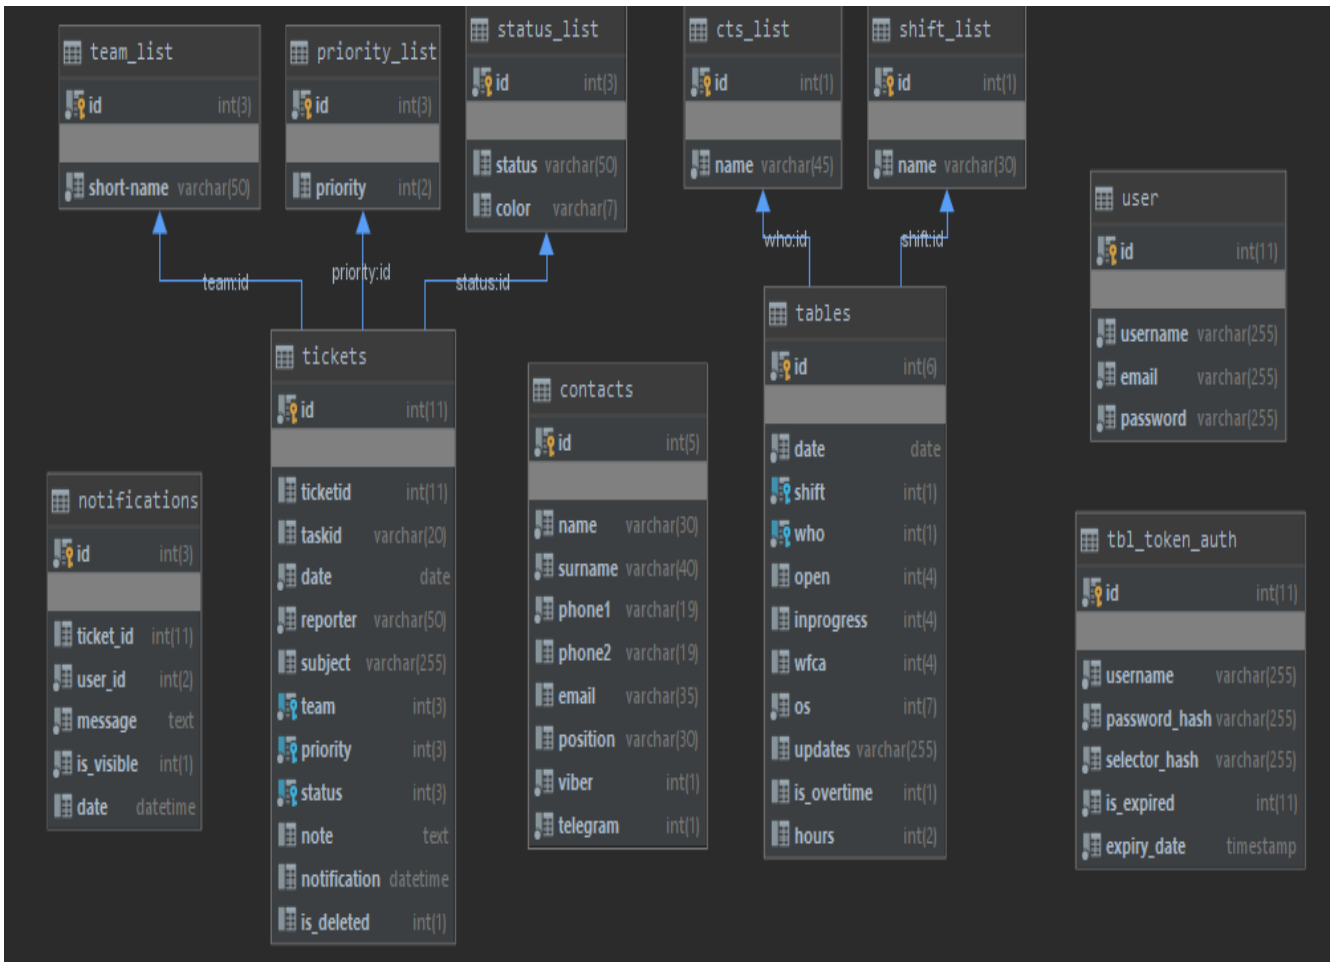 team_list
id int(3)
short-name varchar(50)
priority_list
id int(3)
priority int(2)
status_list
id int(3)
status varchar(50)
color varchar(7)
cts_list
id int(1)
name varchar(45)
shift_list
id int(1)
name varchar(30)
team:id
priority:id
status:id
who:id
shift:id
user
id int(11)
username varchar(255)
email varchar(255)
password varchar(255)
tickets
id int(11)
ticketid int(11)
taskid varchar(20)
date date
reporter varchar(50)
subject varchar(255)
team int(3)
priority int(3)
status int(3)
note text
notification datetime
is_deleted int(1)
contacts
id int(5)
name varchar(30)
surname varchar(40)
phone1 varchar(19)
phone2 varchar(19)
email varchar(35)
position varchar(30)
viber int(1)
telegram int(1)
tables
id int(6)
date date
shift int(1)
who int(1)
open int(4)
inprogress int(4)
wfca int(4)
os int(7)
updates varchar(255)
is_overtime int(1)
hours int(2)
notifications
id int(3)
ticket_id int(11)
user_id int(2)
message text
is_visible int(1)
date datetime
tbl_token_auth
id int(11)
username varchar(255)
password_hash varchar(255)
selector_hash varchar(255)
is_expired int(11)
expiry_date timestamp